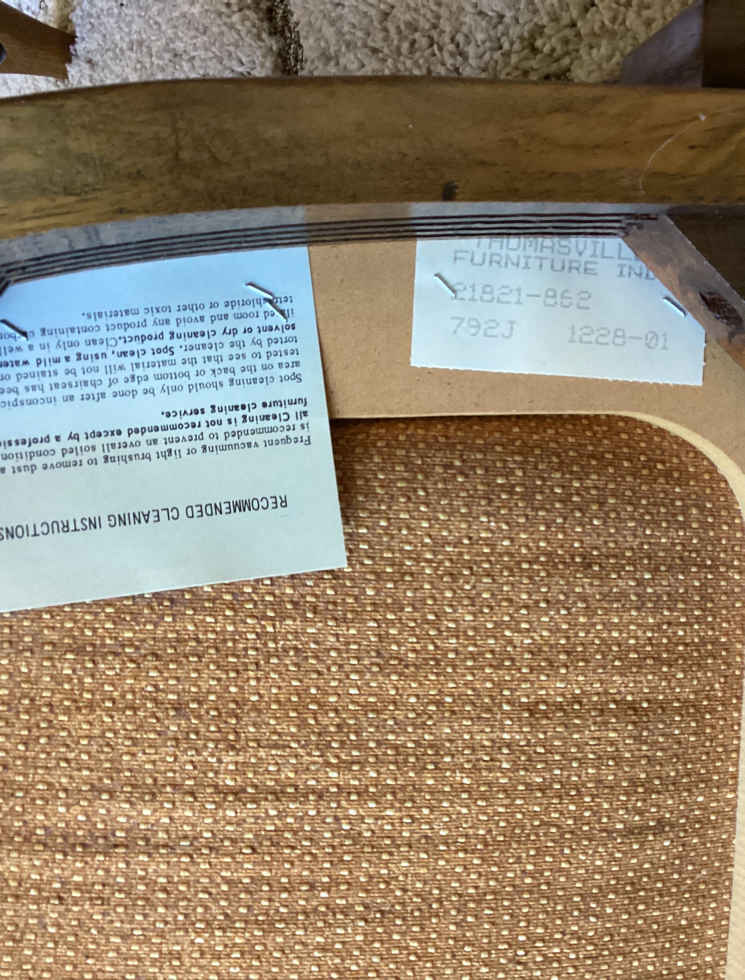 THOMASVILL
FURNITURE IND
21821-862
792J 1228-01
RECOMMENDED CLEANING INSTRUCTIONS
Frequent vacuuming or light brushing to remove dust a
is recommended to prevent an overall soiled condition
all Cleaning is not recommended except by a professi
furniture cleaning service.
Spot cleaning should only be done after an inconspic
area on the back or bottom edge of chairseat has bee
tested to see that the material will not be stained or
torted by the cleaner. Spot clean, using a mild water
solvent or dry cleaning product. Clean only in a well
room and avoid any product containing
or other toxic materials.